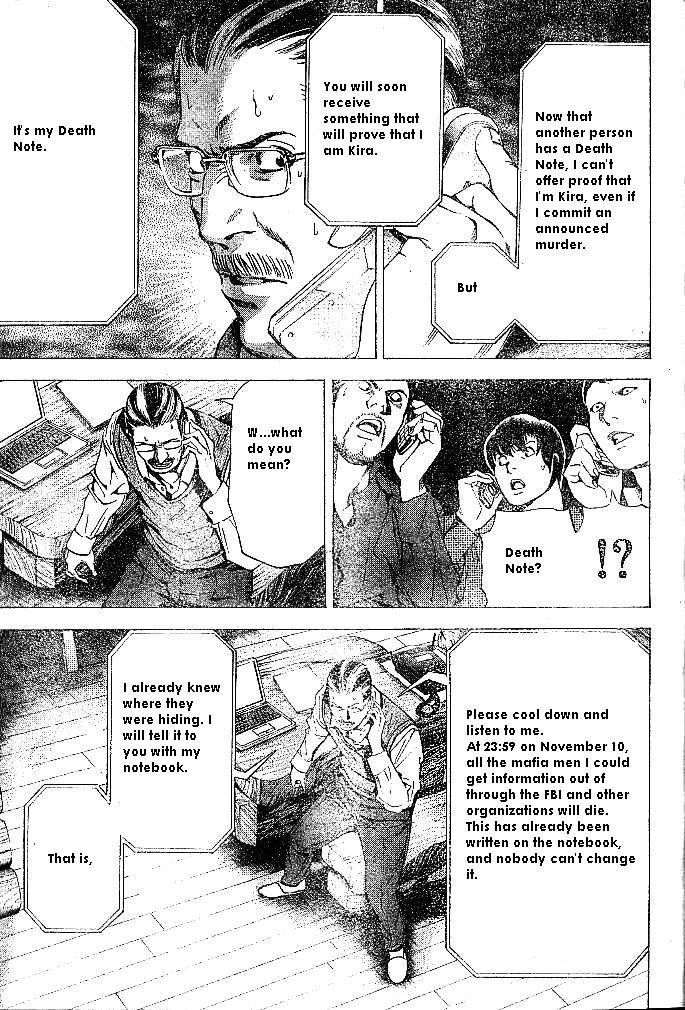 Now that
another person
has a Death
Note, I can't
offer proof that
I'm Kira, even if
I commit an
announced
murder.
But
You will soon
receive
something that
will prove that I
am Kira.
It's my Death
Note.
Death
Note?
!?
W...what
do you
mean?
Please cool down and
listen to me.
At 23:59 on November 10,
all the mafia men I could
get information out of
through the FBI and other
organizations will die.
This has already been
written on the notebook,
and nobody can't change
it.
I already knew
where they
were hiding. I
will tell it to
you with my
notebook.
That is,